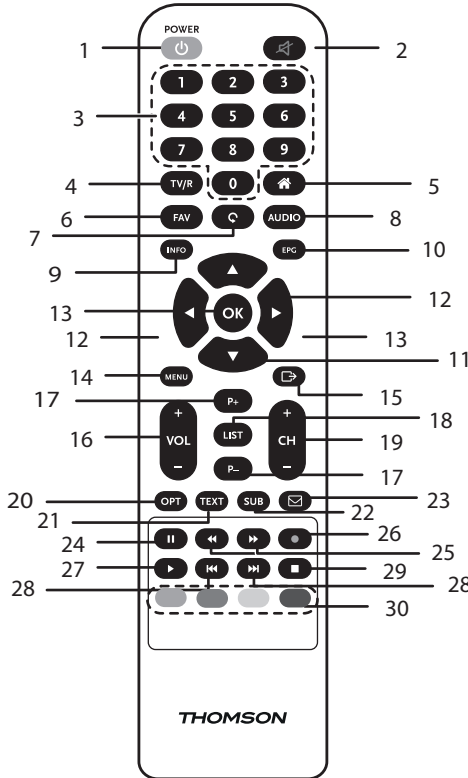 POWER
1 2
1 2 3
3 4 5 6
7 8 9
4 TV/R 0 5
6 FAV AUDIO 8
7
INFO EPG 10
9
13 OK 12
12 13
11
14 MENU 15
17 P+
16 + VOL − LIST 18 + CH − 19
P− 17
20 OPT TEXT SUB 23
21 22
24 26
25
27 29
28 28
30
THOMSON